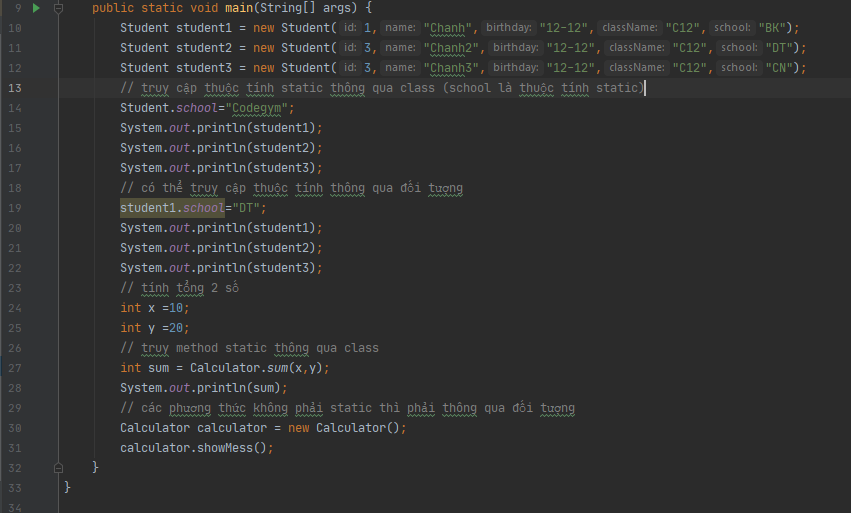 9 public static void main(String[] args) {
10 Student student1 = new Student( id: 1, name: "Chanh", birthday: "12-12", className: "C12", school: "BK");
11 Student student2 = new Student( id: 3, name: "Chanh2", birthday: "12-12", className: "C12", school: "DT");
12 Student student3 = new Student( id: 3, name: "Chanh3", birthday: "12-12", className: "C12", school: "CN");
13 // truy cập thuộc tính static thông qua class (school là thuộc tính static)
14 Student.school="Codegym";
15 System.out.println(student1);
16 System.out.println(student2);
17 System.out.println(student3);
18 // có thể truy cập thuộc tính thông qua đối tượng
19 student1.school="DT";
20 System.out.println(student1);
21 System.out.println(student2);
22 System.out.println(student3);
23 // tính tổng 2 số
24 int x =10;
25 int y =20;
26 // truy method static thông qua class
27 int sum = Calculator.sum(x,y);
28 System.out.println(sum);
29 // các phương thức không phải static thì phải thông qua đối tượng
30 Calculator calculator = new Calculator();
31 calculator.showMess();
32 }
33 }
34